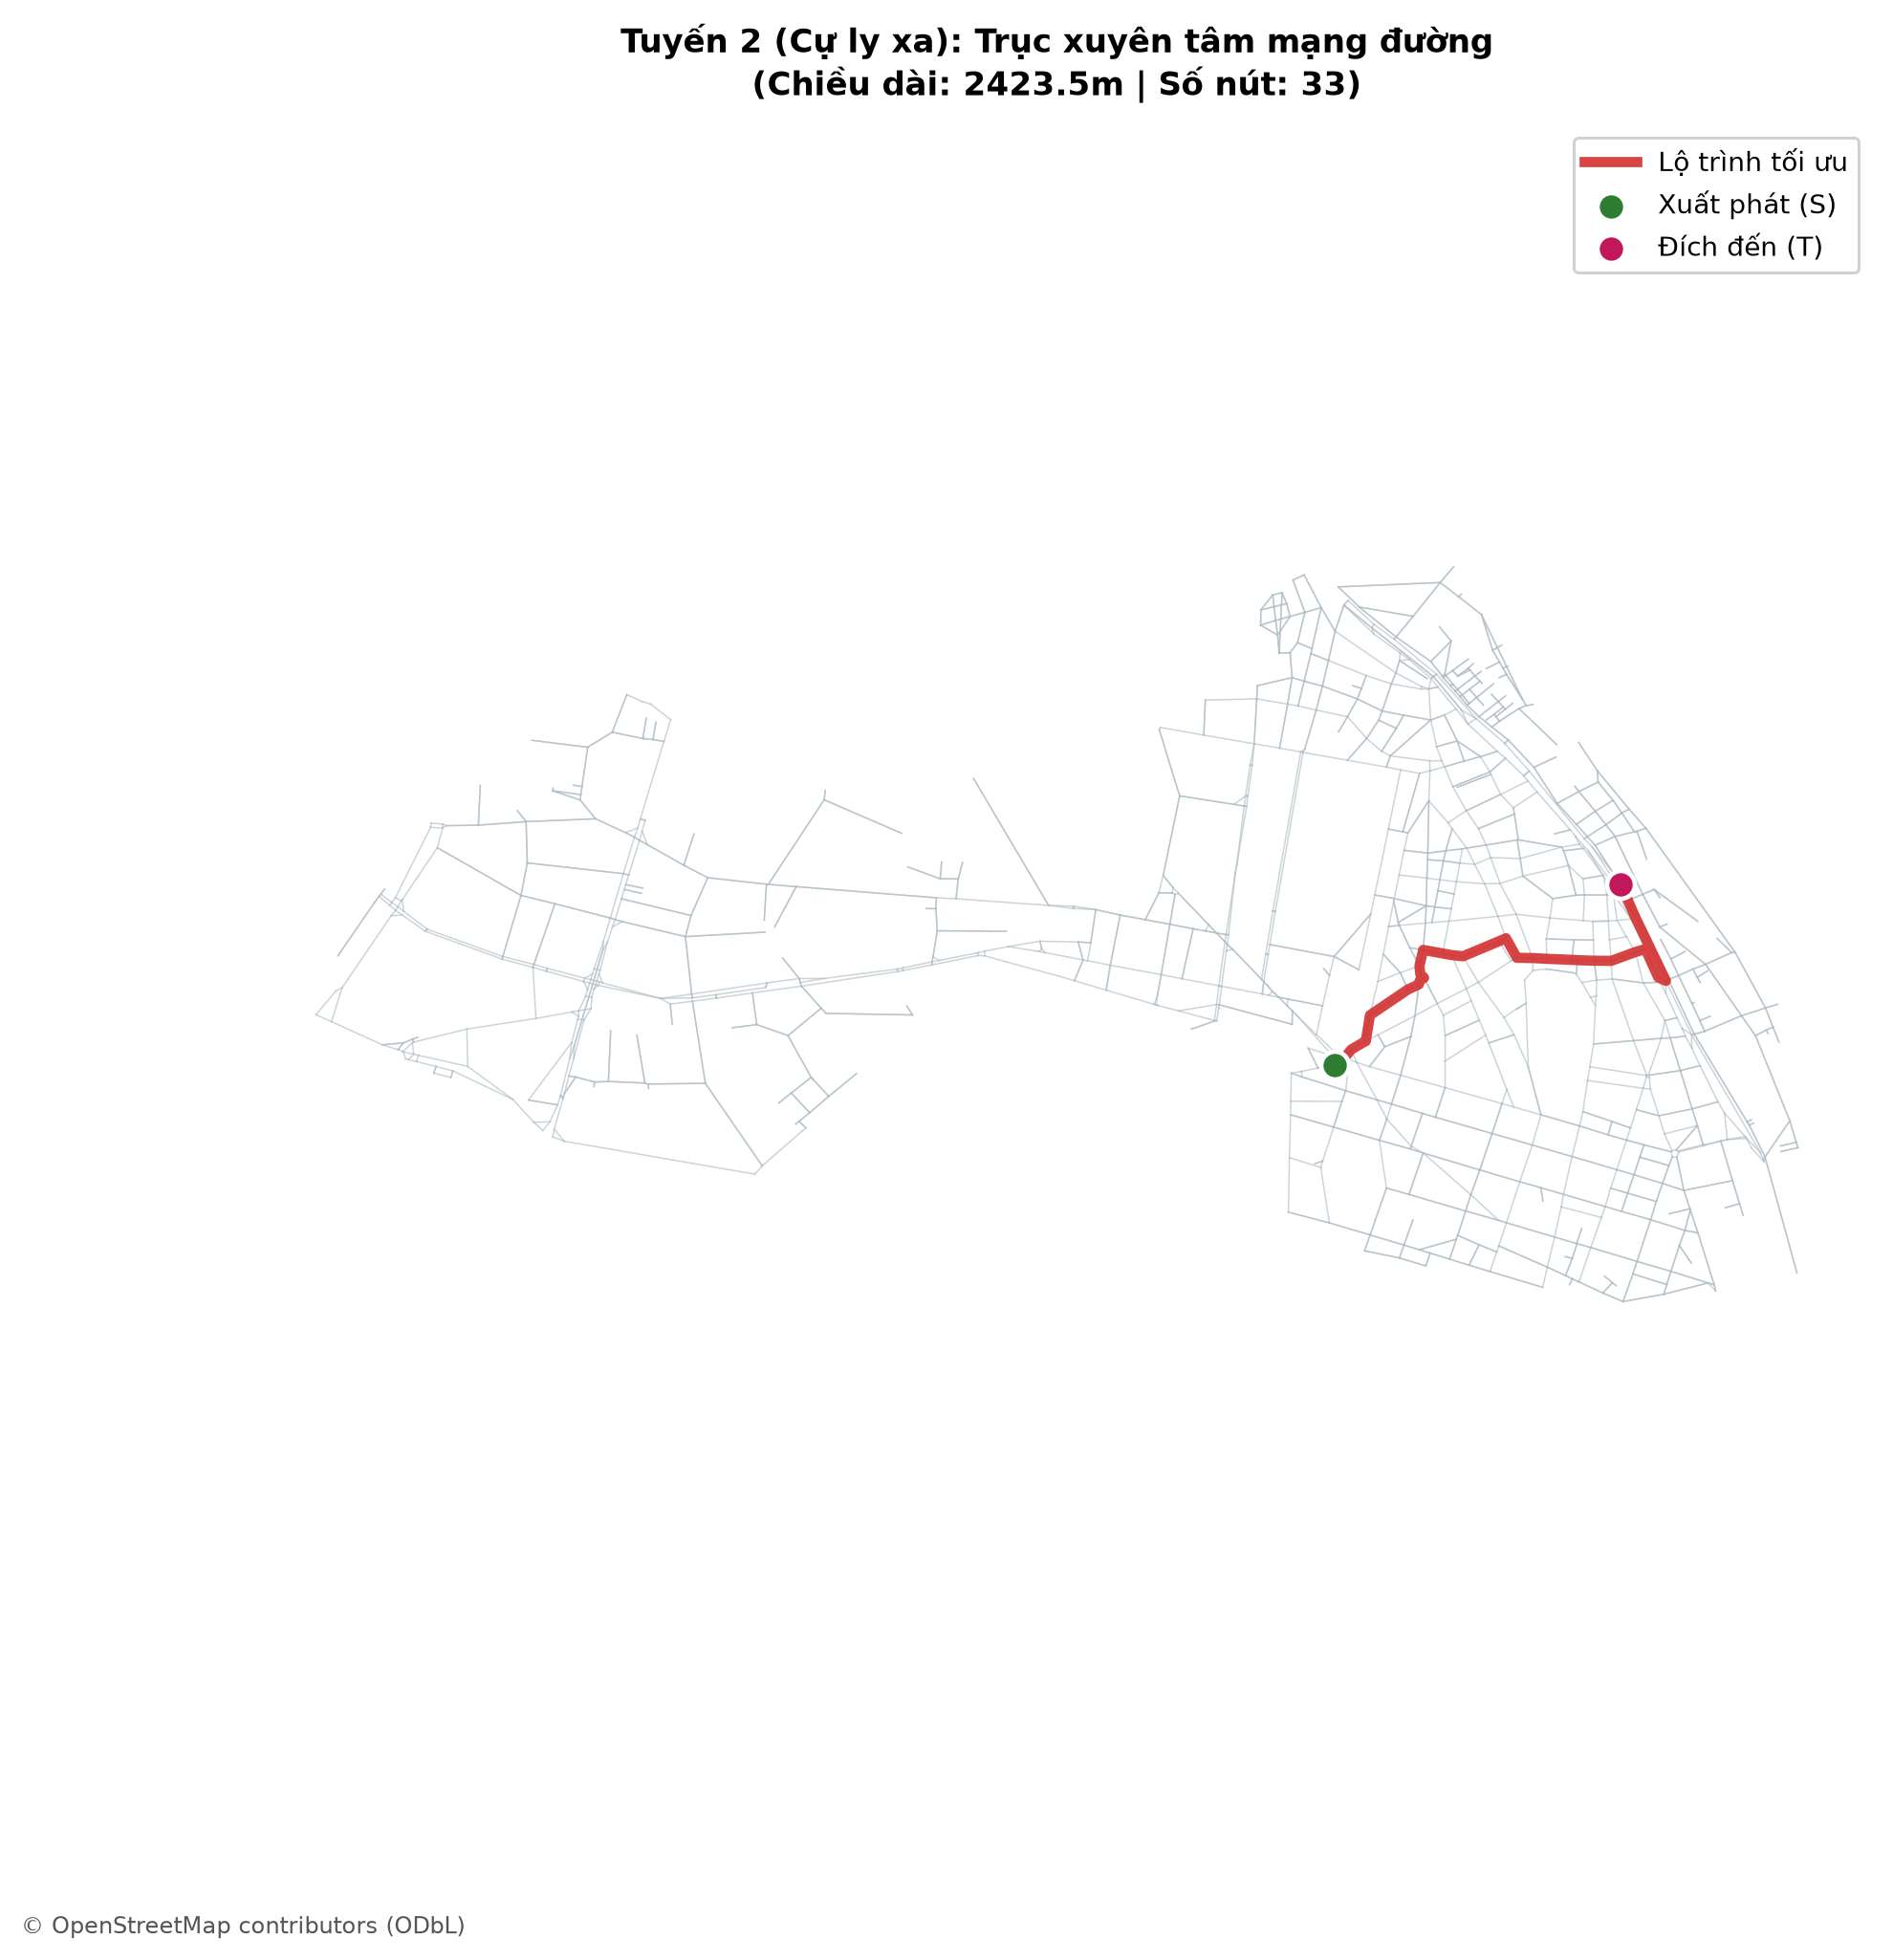 Tuyến 2 (Cự ly xa): Trục xuyên tâm mạng đường
(Chiều dài: 2423.5m | Số nút: 33)
Lộ trình tối ưu
Xuất phát (S)
Đích đến (T)
© OpenStreetMap contributors (ODbL)